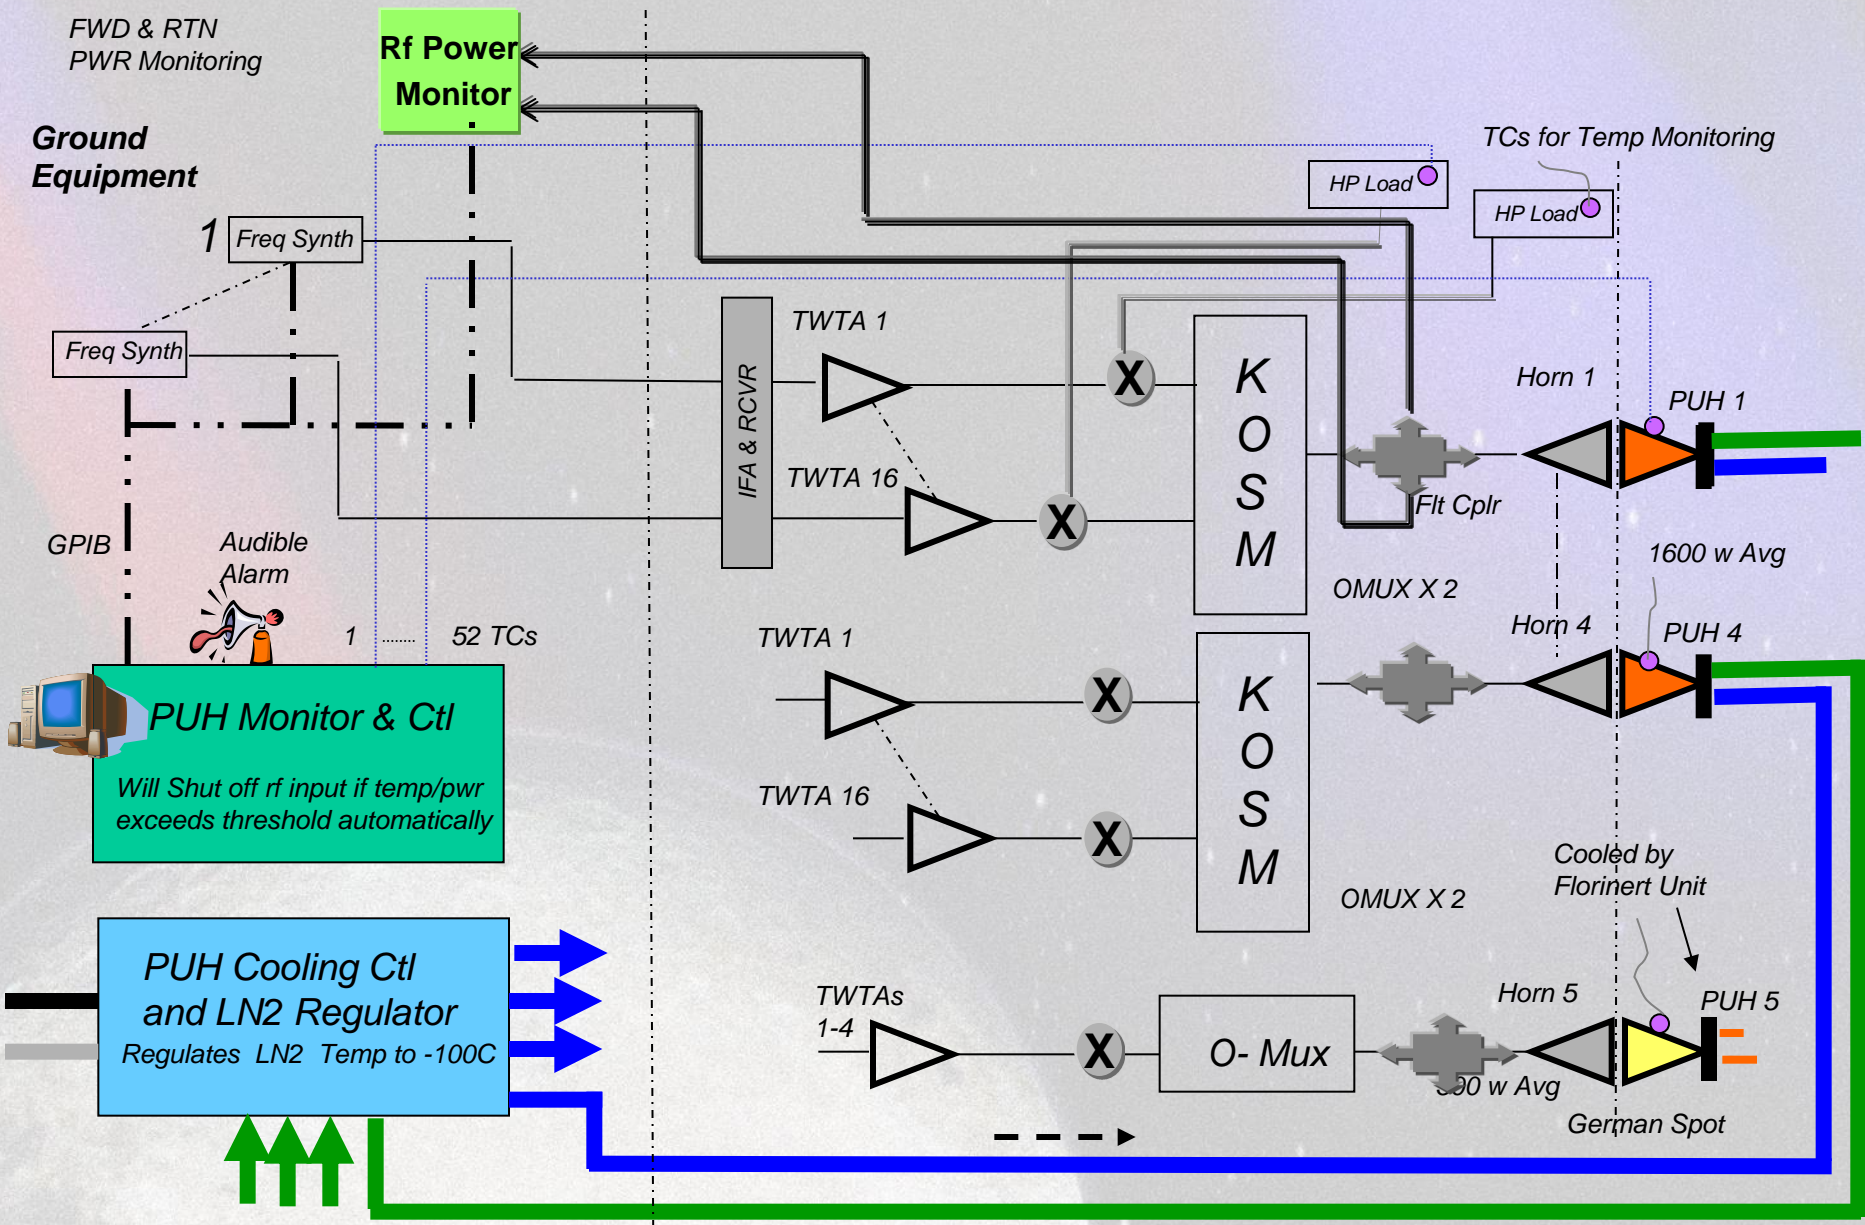 FWD & RTN
PWR Monitoring
Rf Power
Monitor
Ground
Equipment
TCs for Temp Monitoring
HP Load
HP Load
1
Freq Synth
Freq Synth
IFA & RCVR
TWTA 1
TWTA 16
X
X
K
O
S
M
Horn 1
PUH 1
Flt Cplr
GPIB
Audible
Alarm
1 ........ 52 TCs
1600 w Avg
OMUX X 2
TWTA 1
TWTA 16
X
X
K
O
S
M
Horn 4
PUH 4
PUH Monitor & Ctl
Will Shut off rf input if temp/pwr
exceeds threshold automatically
OMUX X 2
Cooled by
Florinert Unit
PUH Cooling Ctl
and LN2 Regulator
Regulates LN2 Temp to -100C
TWTAs
1-4
X
O- Mux
Horn 5
PUH 5
w Avg
German Spot